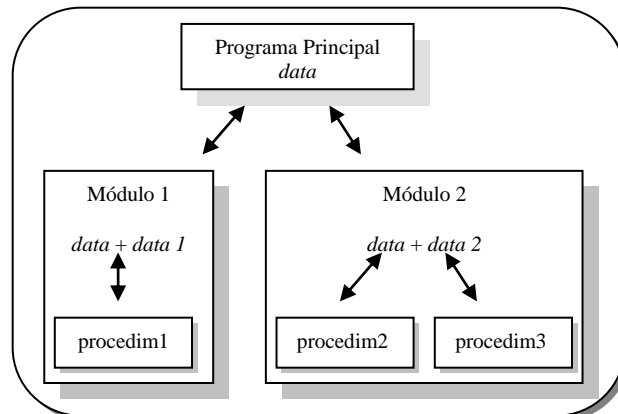 Programa Principal
data
Módulo 1
data + data 1
procedim1
Módulo 2
data + data 2
procedim2
procedim3